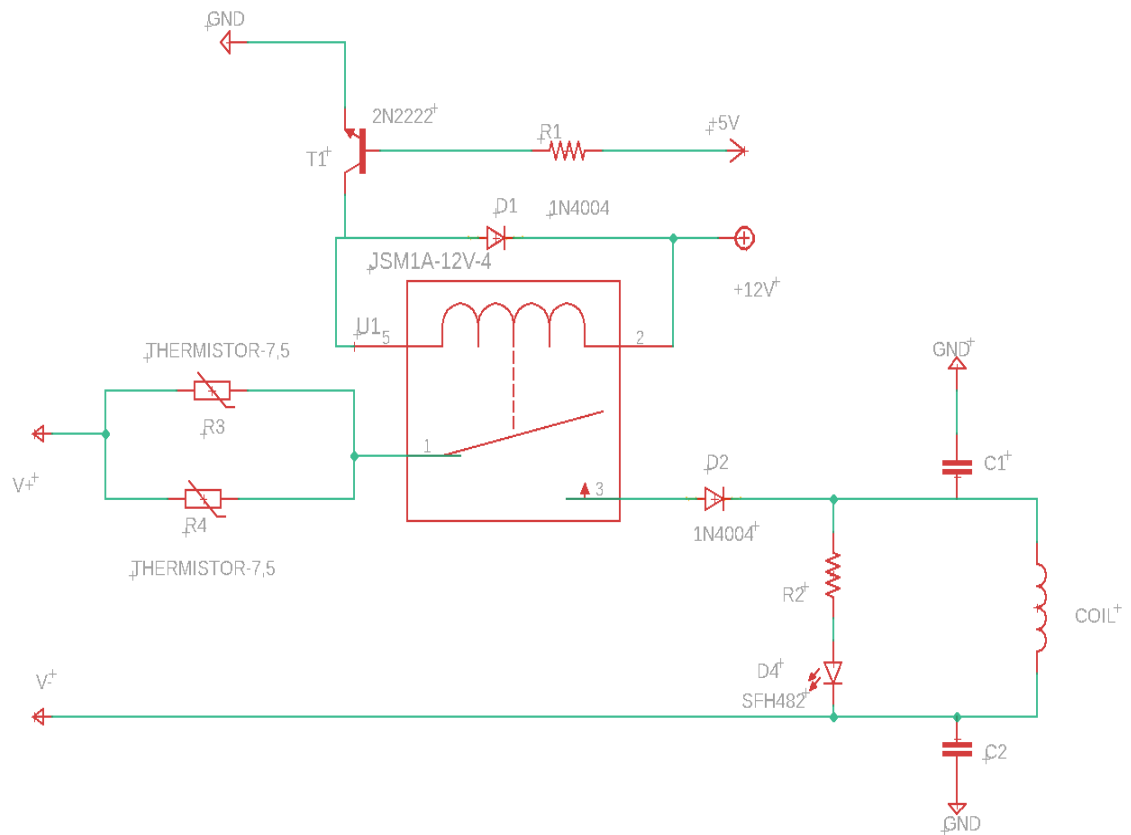 GND
2N2222
R1
+5V
T1
D1
1N4004
JSM1A-12V-4
+12V
U1
5
2
THERMISTOR-7,5
GND
R3
1
V+
D2
C1
3
R4
1N4004
THERMISTOR-7,5
R2
COIL
D4
V-
SFH482
C2
GND